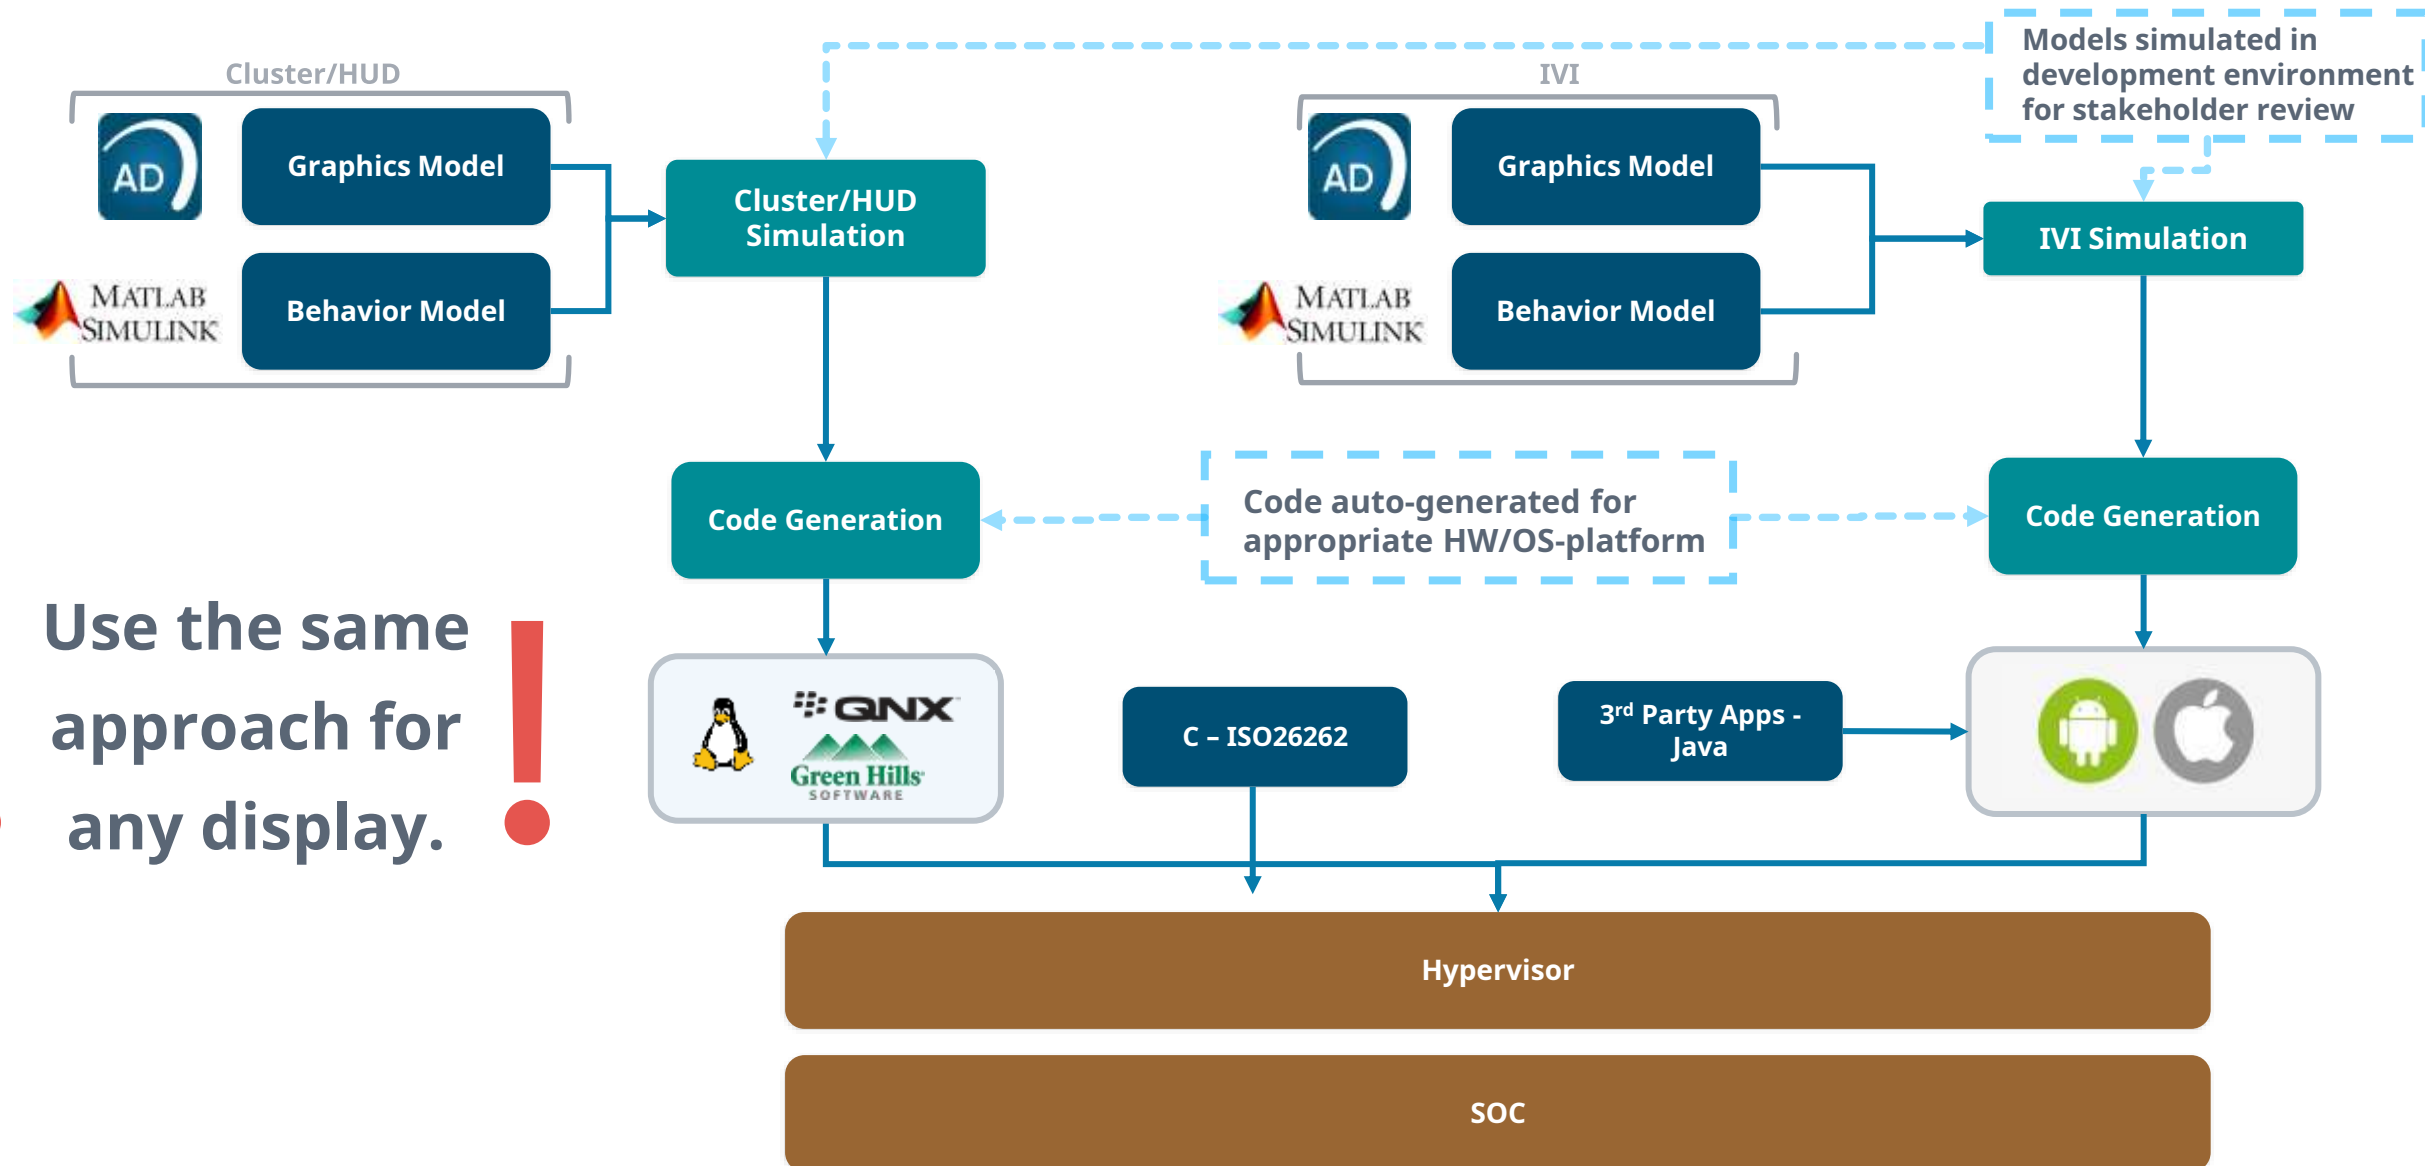 Models simulated in
development environment
for stakeholder review
Cluster/HUD
IVI
AD
Graphics Model
MATLAB
SIMULINK
Behavior Model
Cluster/HUD
Simulation
AD
Graphics Model
MATLAB
SIMULINK
Behavior Model
IVI Simulation
Code Generation
Code auto-generated for
appropriate HW/OS-platform
Code Generation
Use the same
approach for
any display.
!
QNX
Green Hills
SOFTWARE
C – ISO26262
3rd Party Apps -
Java
Hypervisor
SOC